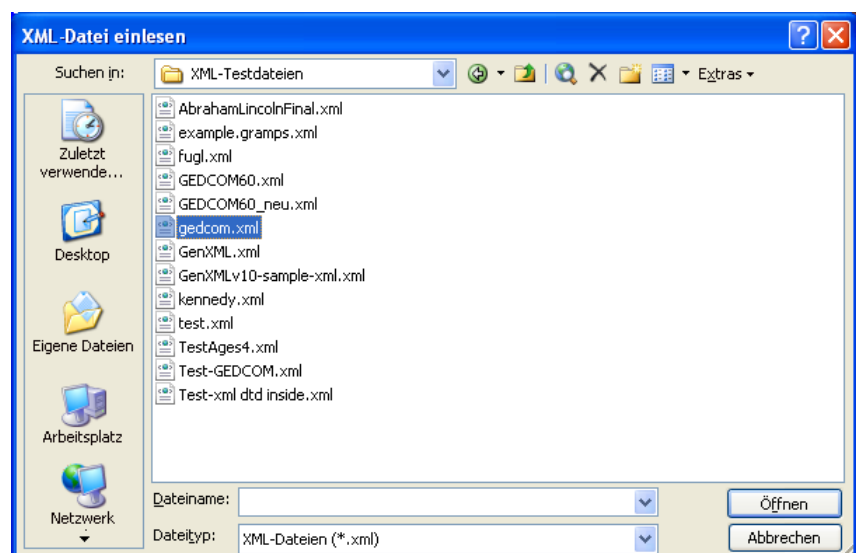 XML-Datei einlesen
Suchen in:
XML-Testdateien
Extras
Zuletzt
verwende...
Desktop
Eigene Dateien
Arbeitsplatz
Netzwerk
AbrahamLincolnFinal.xml
example.gramps.xml
fugl.xml
GEDCOM60.xml
GEDCOM60_neu.xml
gedcom.xml
GenXML.xml
GenXMLv10-sample-xml.xml
kennedy.xml
test.xml
TestAges4.xml
Test-GEDCOM.xml
Test-xml dtd inside.xml
Dateiname:
Öffnen
Dateityp:
XML-Dateien (*.xml)
Abbrechen